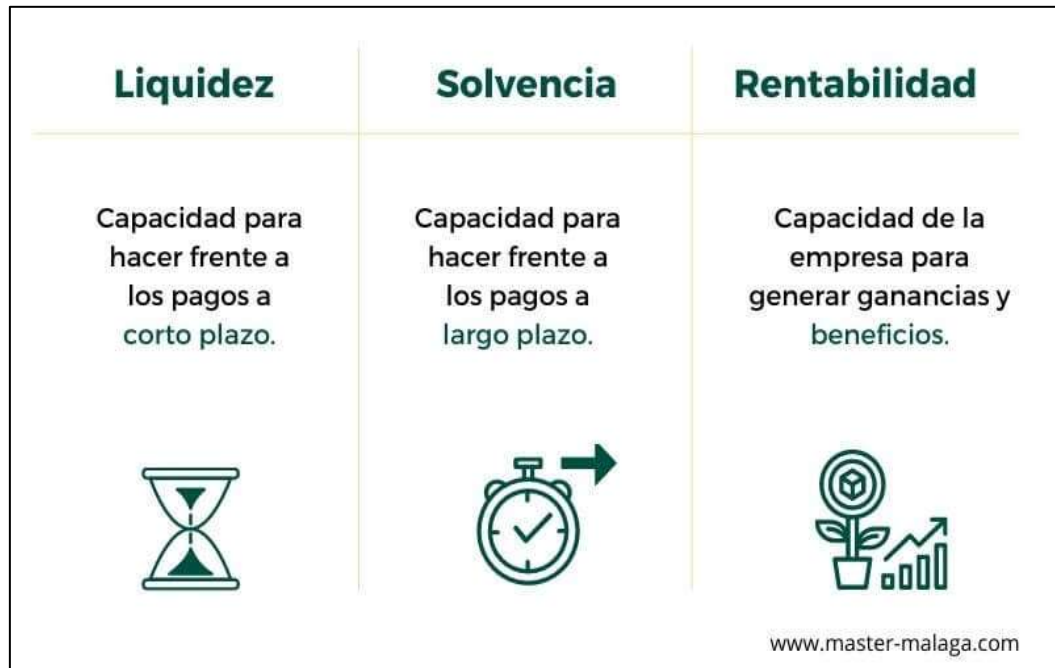 Liquidez
Capacidad para
hacer frente a
los pagos a
corto plazo.
Solvencia
Capacidad para
hacer frente a
los pagos a
largo plazo.
Rentabilidad
Capacidad de la
empresa para
generar ganancias y
beneficios.
www.master-malaga.com